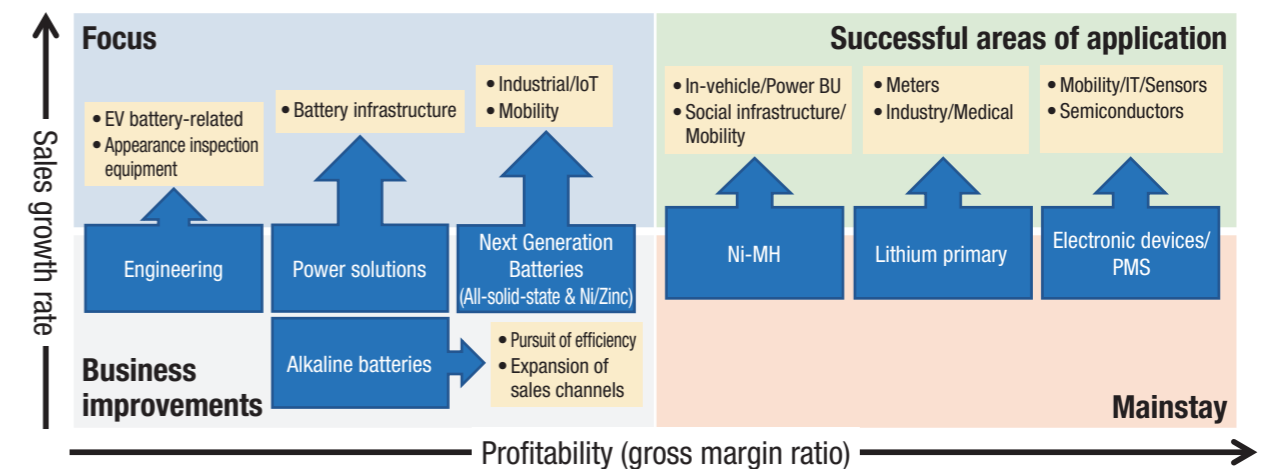 Focus
Successful areas of application
• EV battery-related
• Appearance inspection
equipment
• Battery infrastructure
• Industrial/IoT
• Mobility
• In-vehicle/Power BU
• Social infrastructure/
Mobility
• Meters
• Industry/Medical
• Mobility/IT/Sensors
• Semiconductors
Sales growth rate
Engineering
Power solutions
Next Generation
Batteries
(All-solid-state & Ni/Zinc)
Ni-MH
Lithium primary
Electronic devices/
PMS
Alkaline batteries
• Pursuit of efficiency
• Expansion of
sales channels
Business
improvements
Mainstay
Profitability (gross margin ratio)